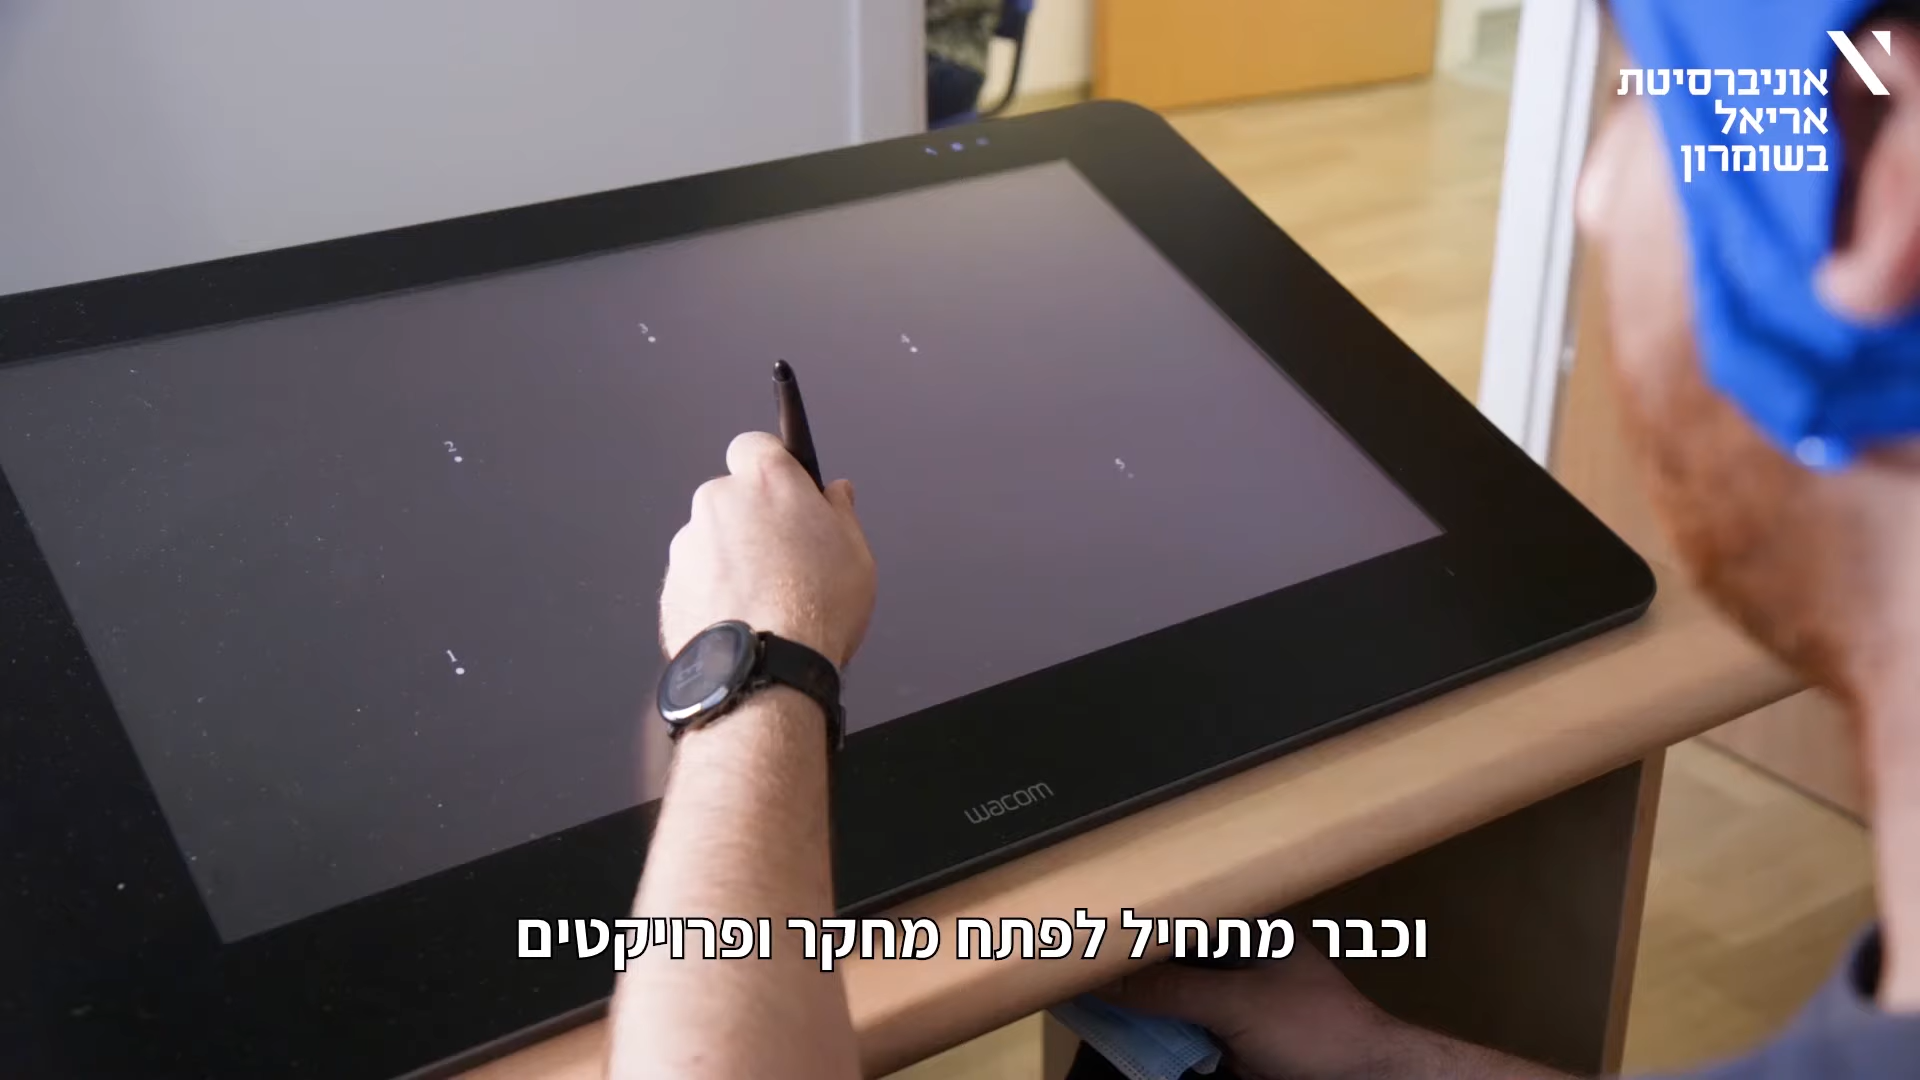 אוניברסיטת
אריאל
בשומרון
3
4
2
5
1
wacom
וכבר מתחיל לפתח מחקר ופרויקטים